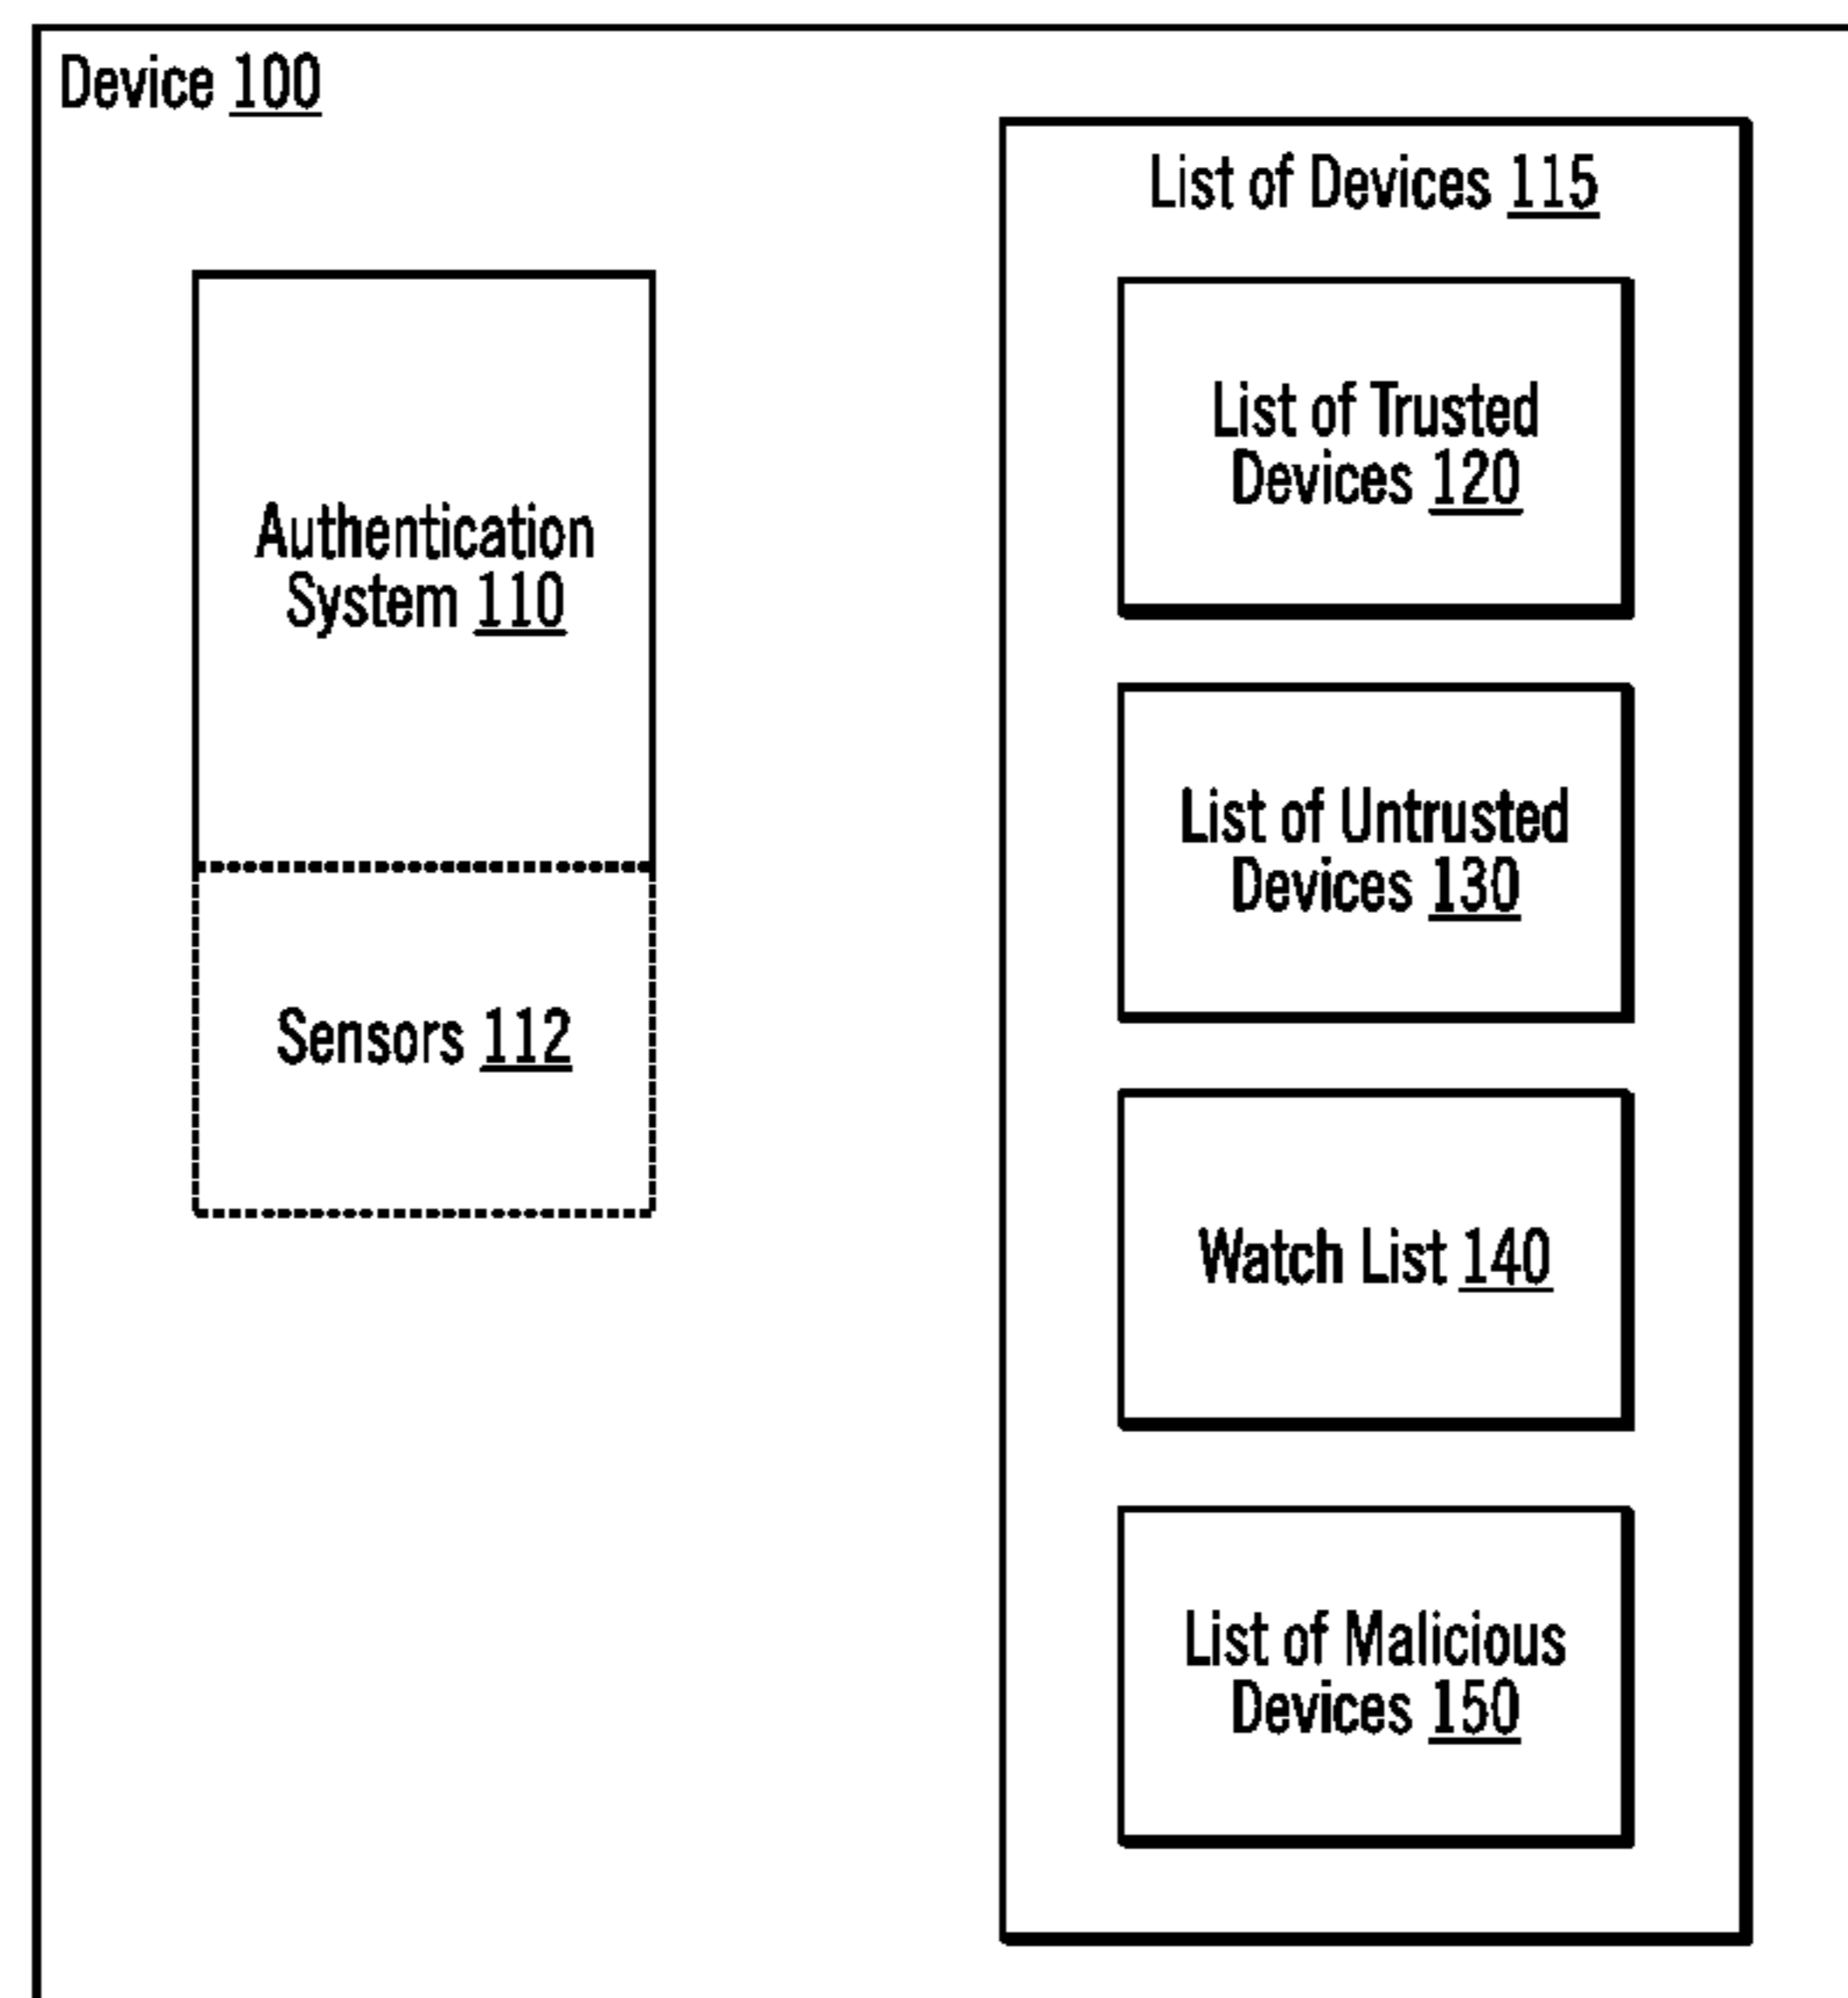 Device 100
List of Devices 115
List of Trusted
Devices 120
Authentication
System 110
List of Untrusted
Devices 130
Sensors 112
Watch List 140
List of Malicious
Devices 150